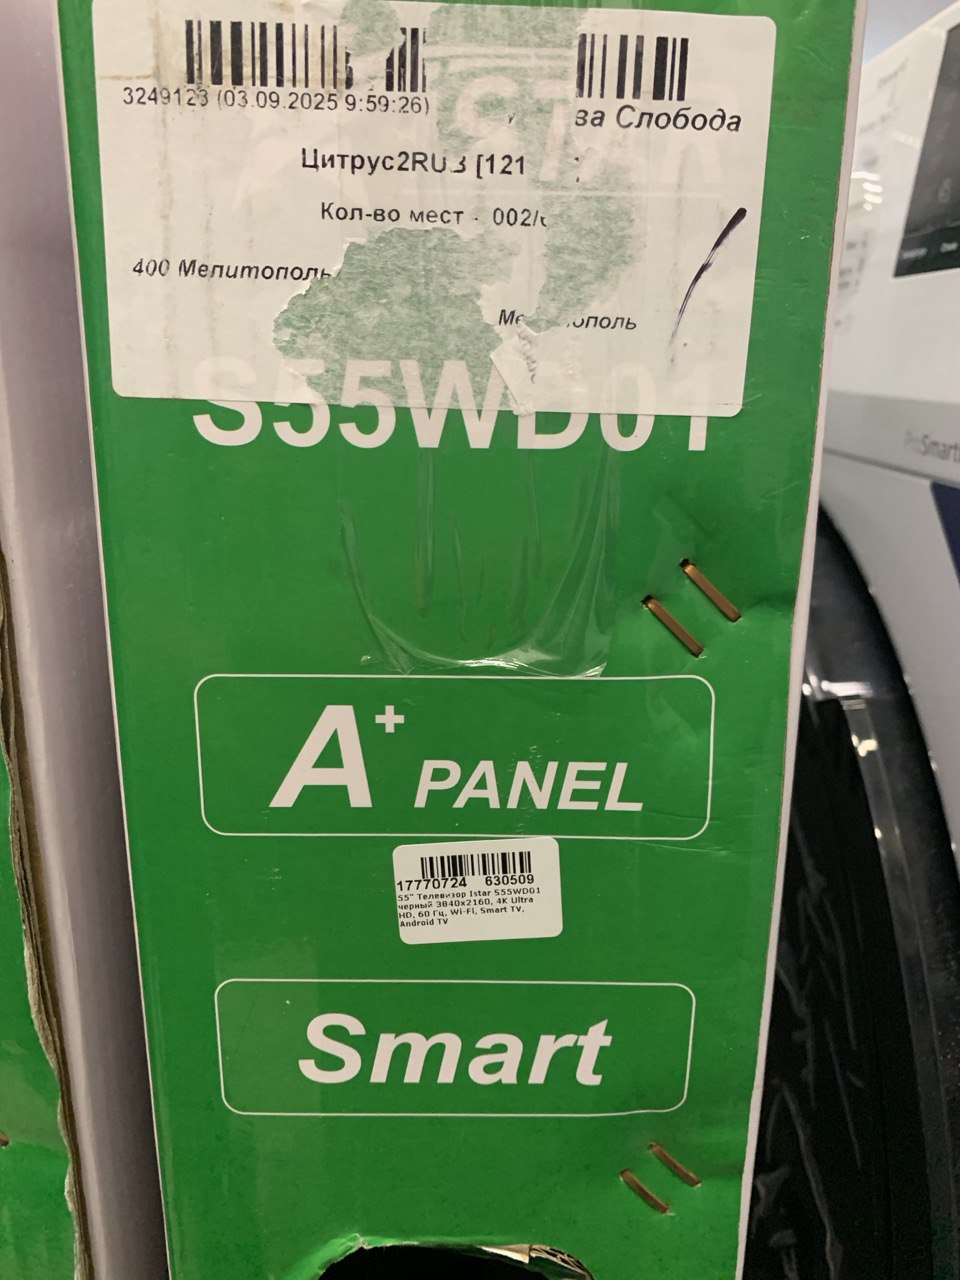 3249123 (03.09.2025 9:59:26)
ва Слобода
Цитрус2RUB [121
Кол-во мест - 002/
400 Мелитополь
S55WD01
A+ PANEL
17770724 630509
55" Телевизор Istar S55WD01
черный 3840x2160, 4K Ultra
HD, 60 Гц, Wi-Fi, Smart TV,
Android TV
Smart
Smart